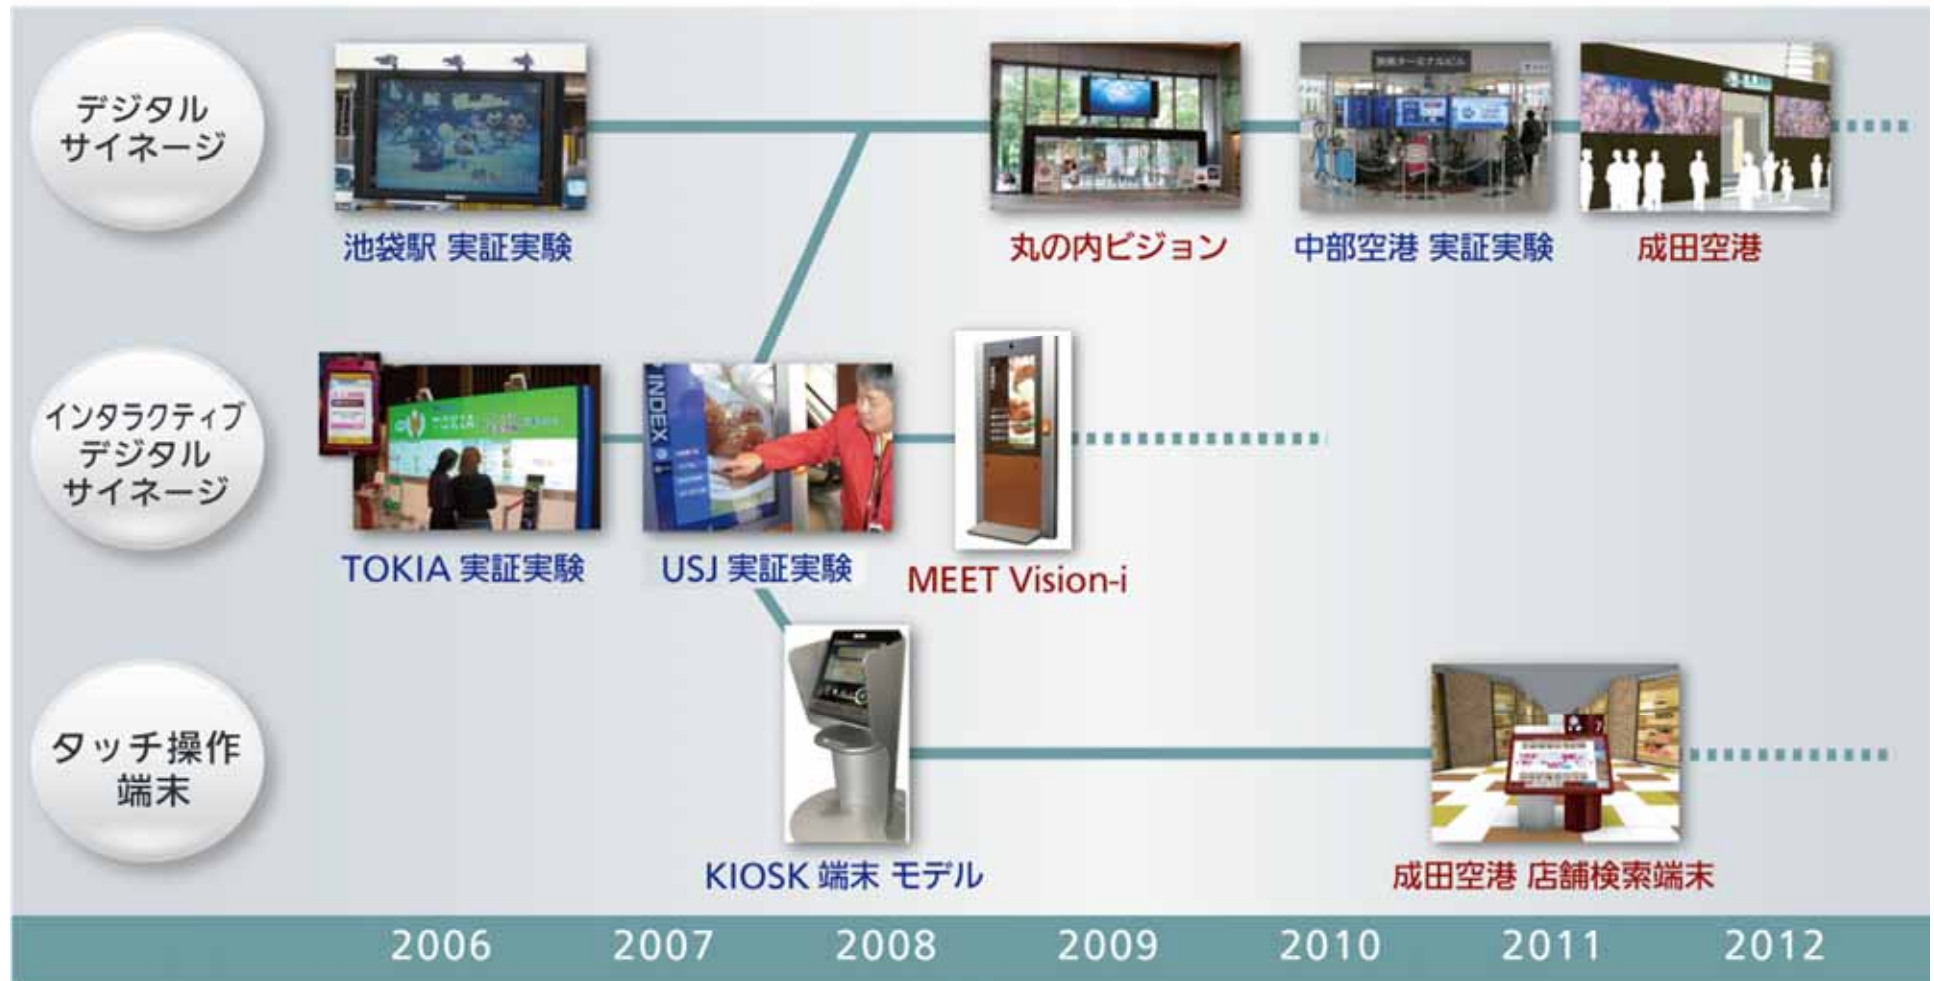 デジタル
サイネージ
池袋駅 実証実験
丸の内ビジョン
中部空港 実証実験
成田空港
インタラクティブ
デジタル
サイネージ
TOKIA
INDEX
TOKIA 実証実験
USJ 実証実験
MEET Vision-i
タッチ操作
端末
KIOSK 端末 モデル
成田空港 店舗検索端末
2006 2007 2008 2009 2010 2011 2012